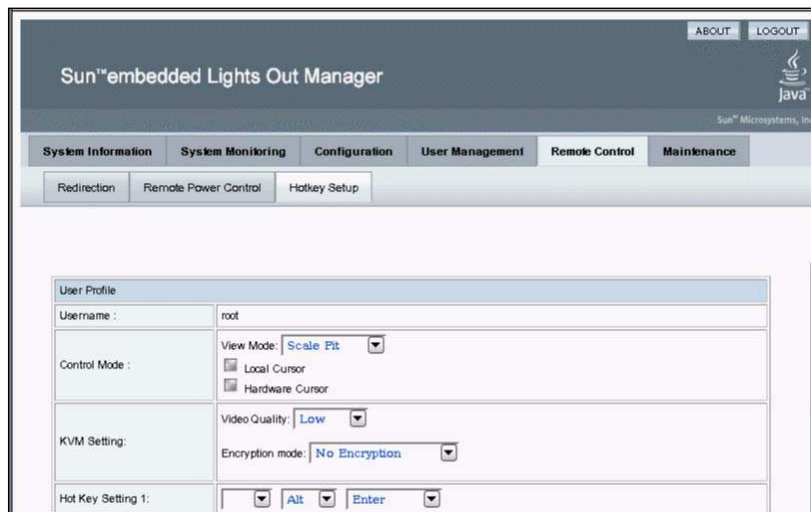 ABOUT LOGOUT
Sun™embedded Lights Out Manager
Java™
Sun™ Microsystems, In
System Information System Monitoring Configuration User Management Remote Control Maintenance
Redirection Remote Power Control Hotkey Setup
User Profile
Username : root
View Mode: Scale Fit
Control Mode :
Local Cursor
Hardware Cursor
Video Quality: Low
KVM Setting:
Encryption mode: No Encryption
Hot Key Setting 1: Alt Enter